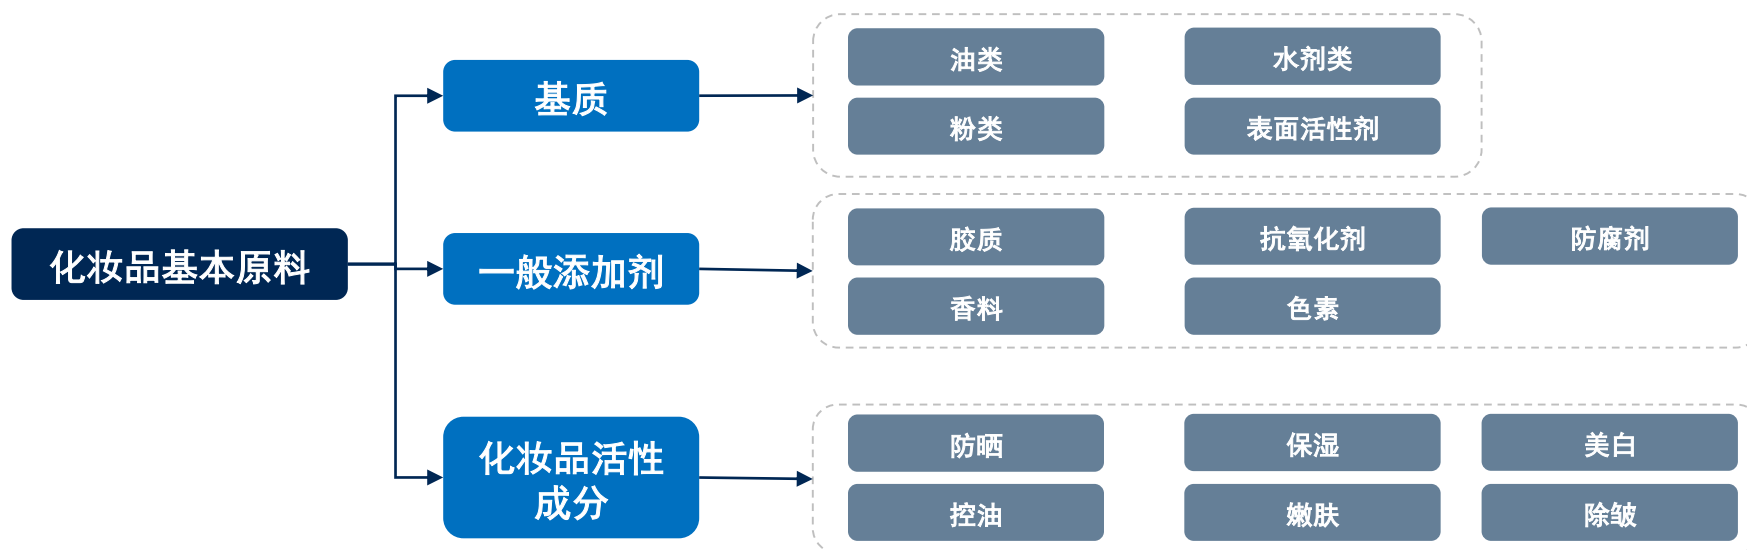 化妆品基本原料
基质
油类
水剂类
粉类
表面活性剂
一般添加剂
胶质
抗氧化剂
防腐剂
香料
色素
化妆品活性
成分
防晒
保湿
美白
控油
嫩肤
除皱